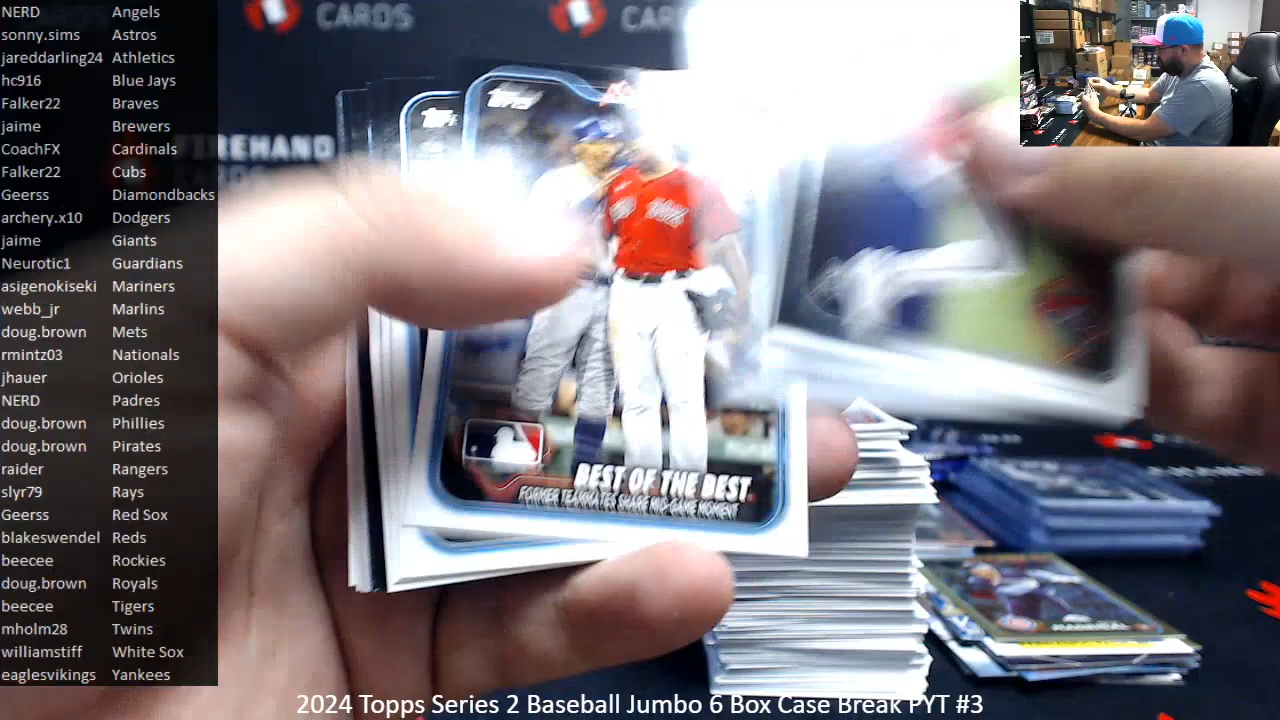 NERD Angels
sonny.sims Astros
jareddarling24 Athletics
hc916 Blue Jays
Falker22 Braves
jaime Brewers
CoachFX Cardinals
Falker22 Cubs
Geerss Diamondbacks
archery.x10 Dodgers
jaime Giants
Neurotic1 Guardians
asigenokiseki Mariners
webb_jr Marlins
doug.brown Mets
rmintz03 Nationals
jhauer Orioles
NERD Padres
doug.brown Phillies
doug.brown Pirates
raider Rangers
slyr79 Rays
Geerss Red Sox
blakeswendel Reds
beecee Rockies
doug.brown Royals
beecee Tigers
mholm28 Twins
williamstiff White Sox
eaglesvikings Yankees
CARDS
CARDS
FIREHAND
CARDS
TOPPS
BEST OF THE BEST
FORMER TEAMMATES SHARE MID-GAME MOMENT
MADRIGAL
2024 Topps Series 2 Baseball Jumbo 6 Box Case Break PYT #3